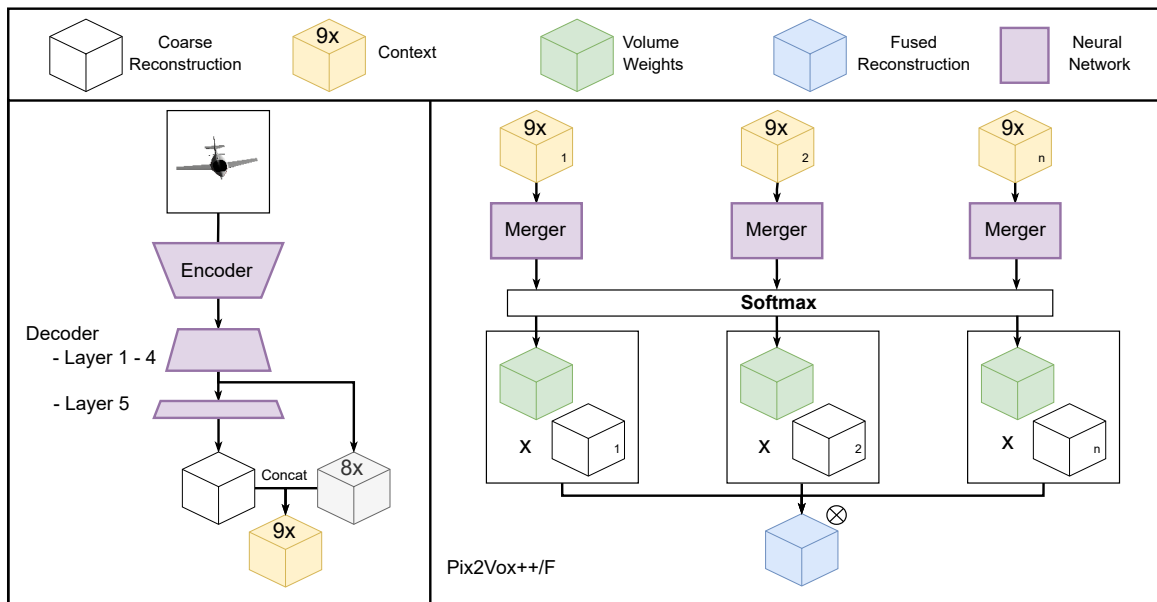 Coarse
Reconstruction
9x
Context
Volume
Weights
Fused
Reconstruction
Neural
Network
Encoder
Decoder
- Layer 1 - 4
- Layer 5
8x
Concat
9x
9x
1
9x
2
9x
n
Merger
Merger
Merger
Softmax
x
1
x
2
x
n
Pix2Vox++/F